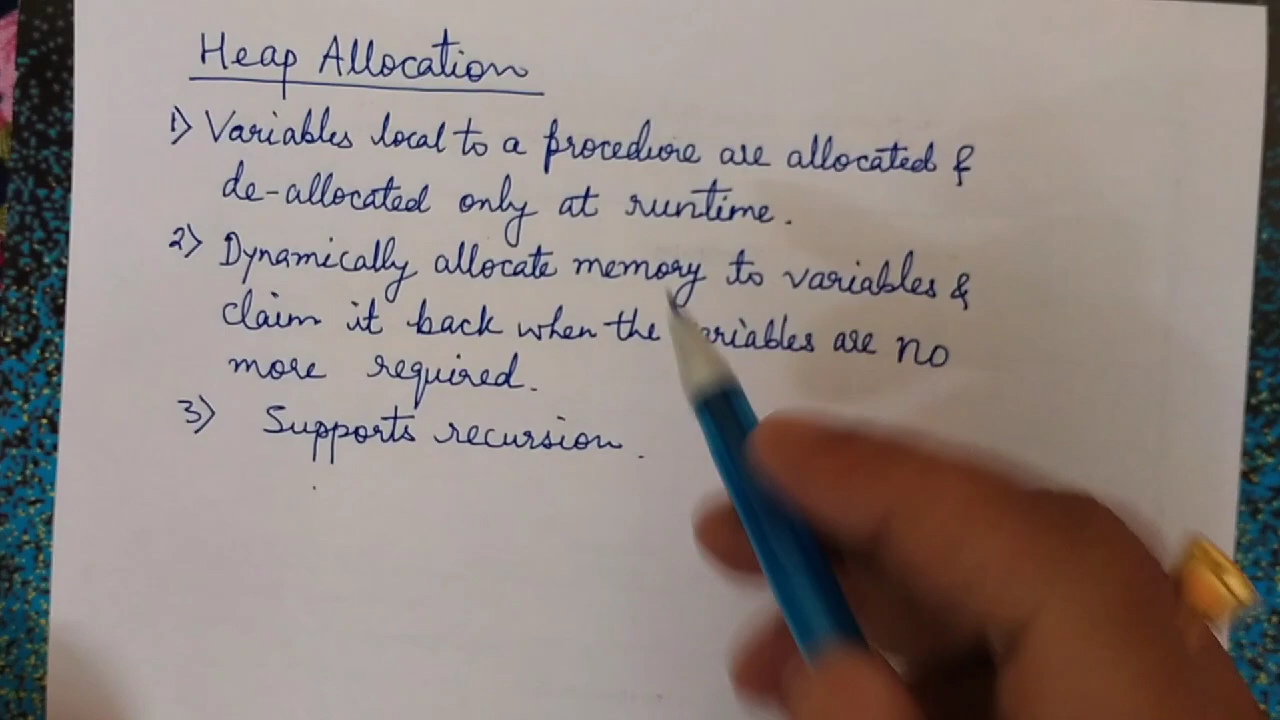 Heap Allocation
1) Variables local to a procedure are allocated &
de-allocated only at runtime.
2) Dynamically allocate memory to variables &
claim it back when the variables are no
more required.
3) Supports recursion.